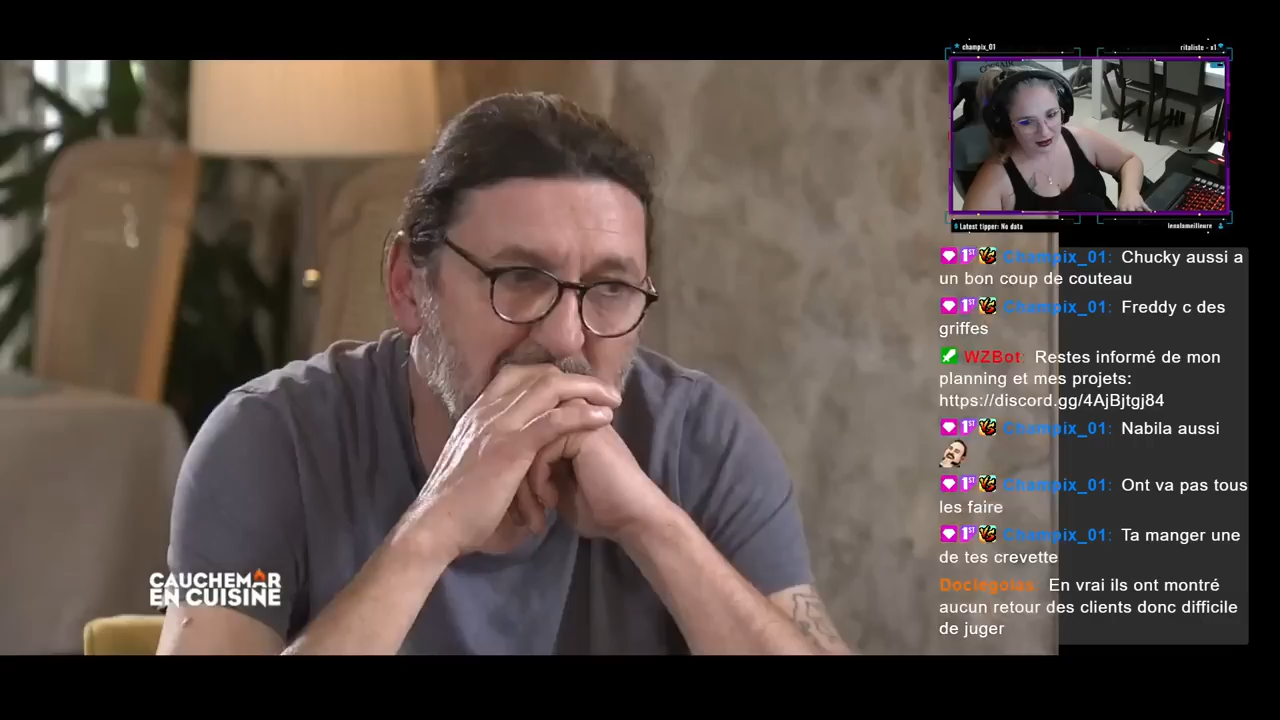 champix_01
ritaliste - x1
Latest tipper: No data
lenalameilleure
Champix_01: Chucky aussi a
un bon coup de couteau
Champix_01: Freddy c des
griffes
WZBot: Restes informé de mon
planning et mes projets:
https://discord.gg/4AjBjtgj84
Champix_01: Nabila aussi
Champix_01: Ont va pas tous
les faire
Champix_01: Ta manger une
de tes crevette
Doclegolas: En vrai ils ont montré
aucun retour des clients donc difficile
de juger
CAUCHEMAR
EN CUISINE